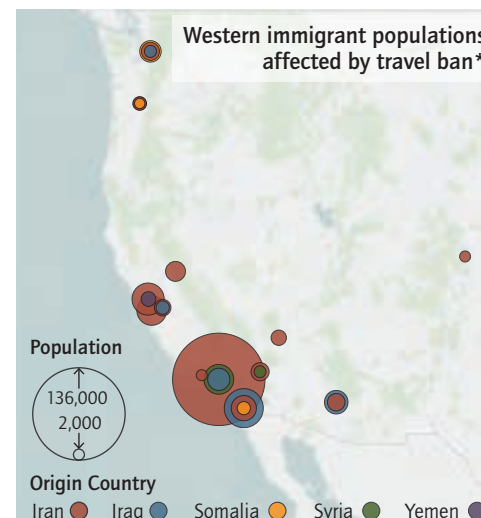 Western immigrant populations
affected by travel ban*
Population
136,000
2,000
Origin Country
Iran Iraq Somalia Syria Yemen